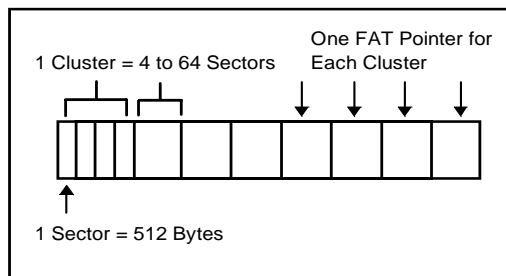 One FAT Pointer for
Each Cluster
1 Cluster = 4 to 64 Sectors
1 Sector = 512 Bytes